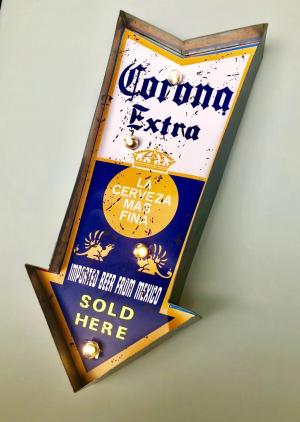 Corona
Extra
LA
CERVEZA
MAS
FINA
IMPORTED BEER FROM MEXICO
SOLD
HERE